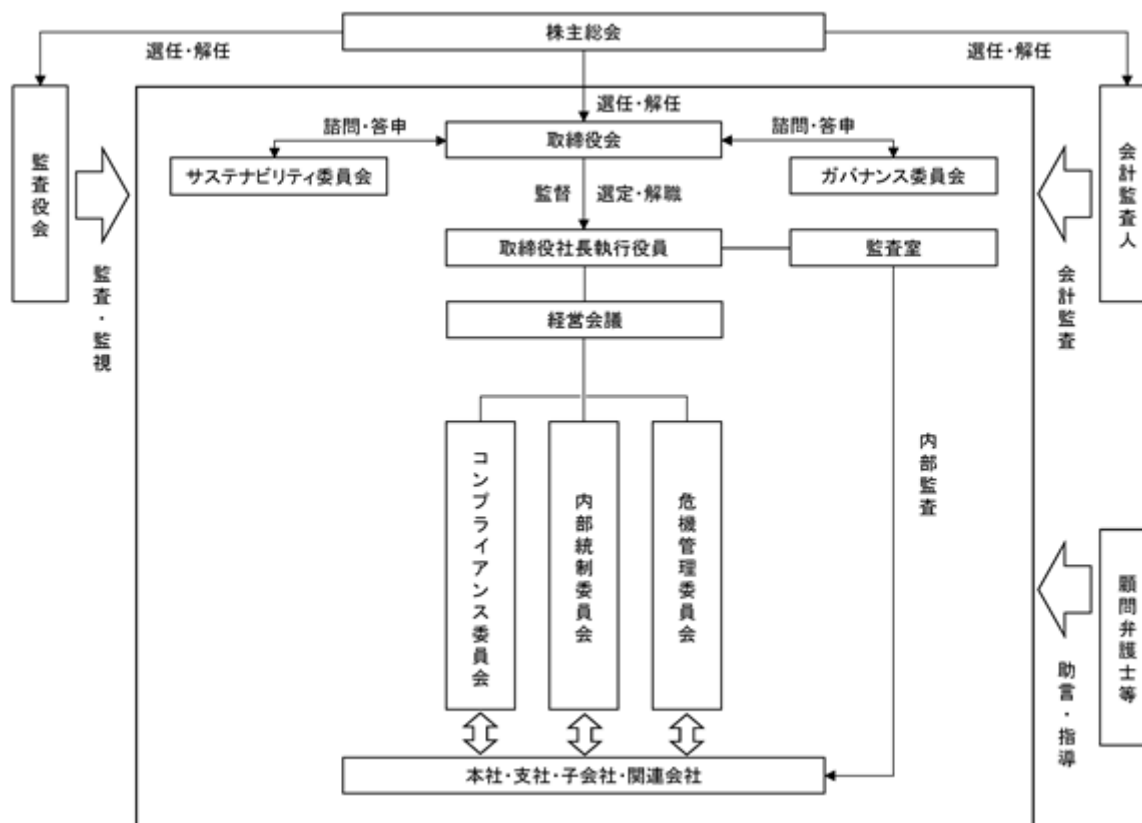 株主総会
選任・解任
選任・解任
選任・解任
監査役会
会計監査人
諮問・答申
取締役会
諮問・答申
サステナビリティ委員会
ガバナンス委員会
監督
選定・解職
取締役社長執行役員
監査室
監査・監視
会計監査
経営会議
コンプライアンス委員会
内部統制委員会
危機管理委員会
内部監査
顧問弁護士等
助言・指導
本社・支社・子会社・関連会社